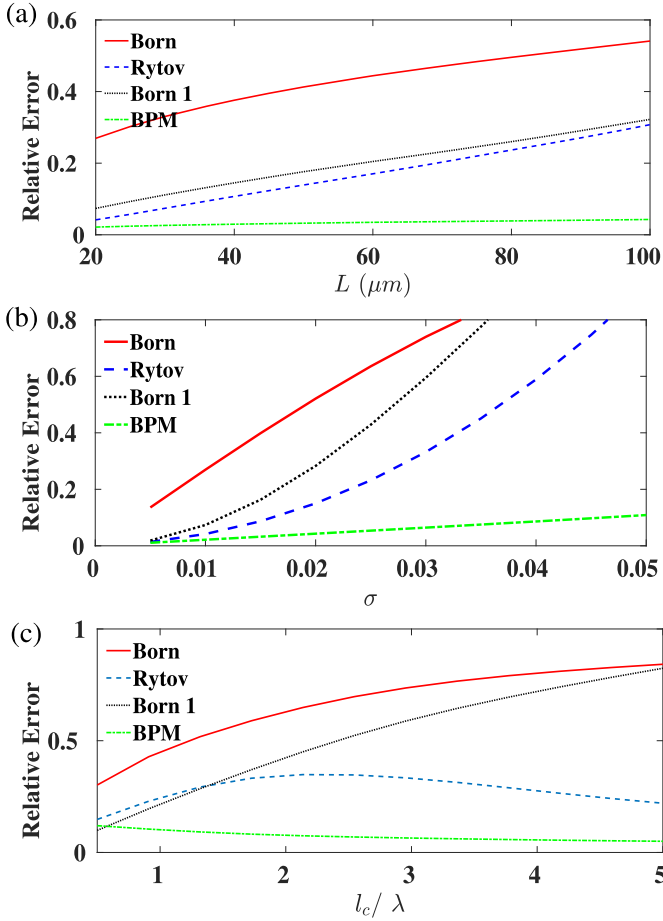 (a)
0.6
Born
Rytov
Born 1
BPM
0.4
0.2
0
Relative Error
20
40
60
80
100
L (μm)
(b)
0.8
Born
Rytov
Born 1
BPM
0.6
0.4
0.2
0
Relative Error
0
0.01
0.02
0.03
0.04
0.05
σ
(c)
1
Born
Rytov
Born 1
BPM
0.5
0
Relative Error
1
2
3
4
5
l_c/ λ